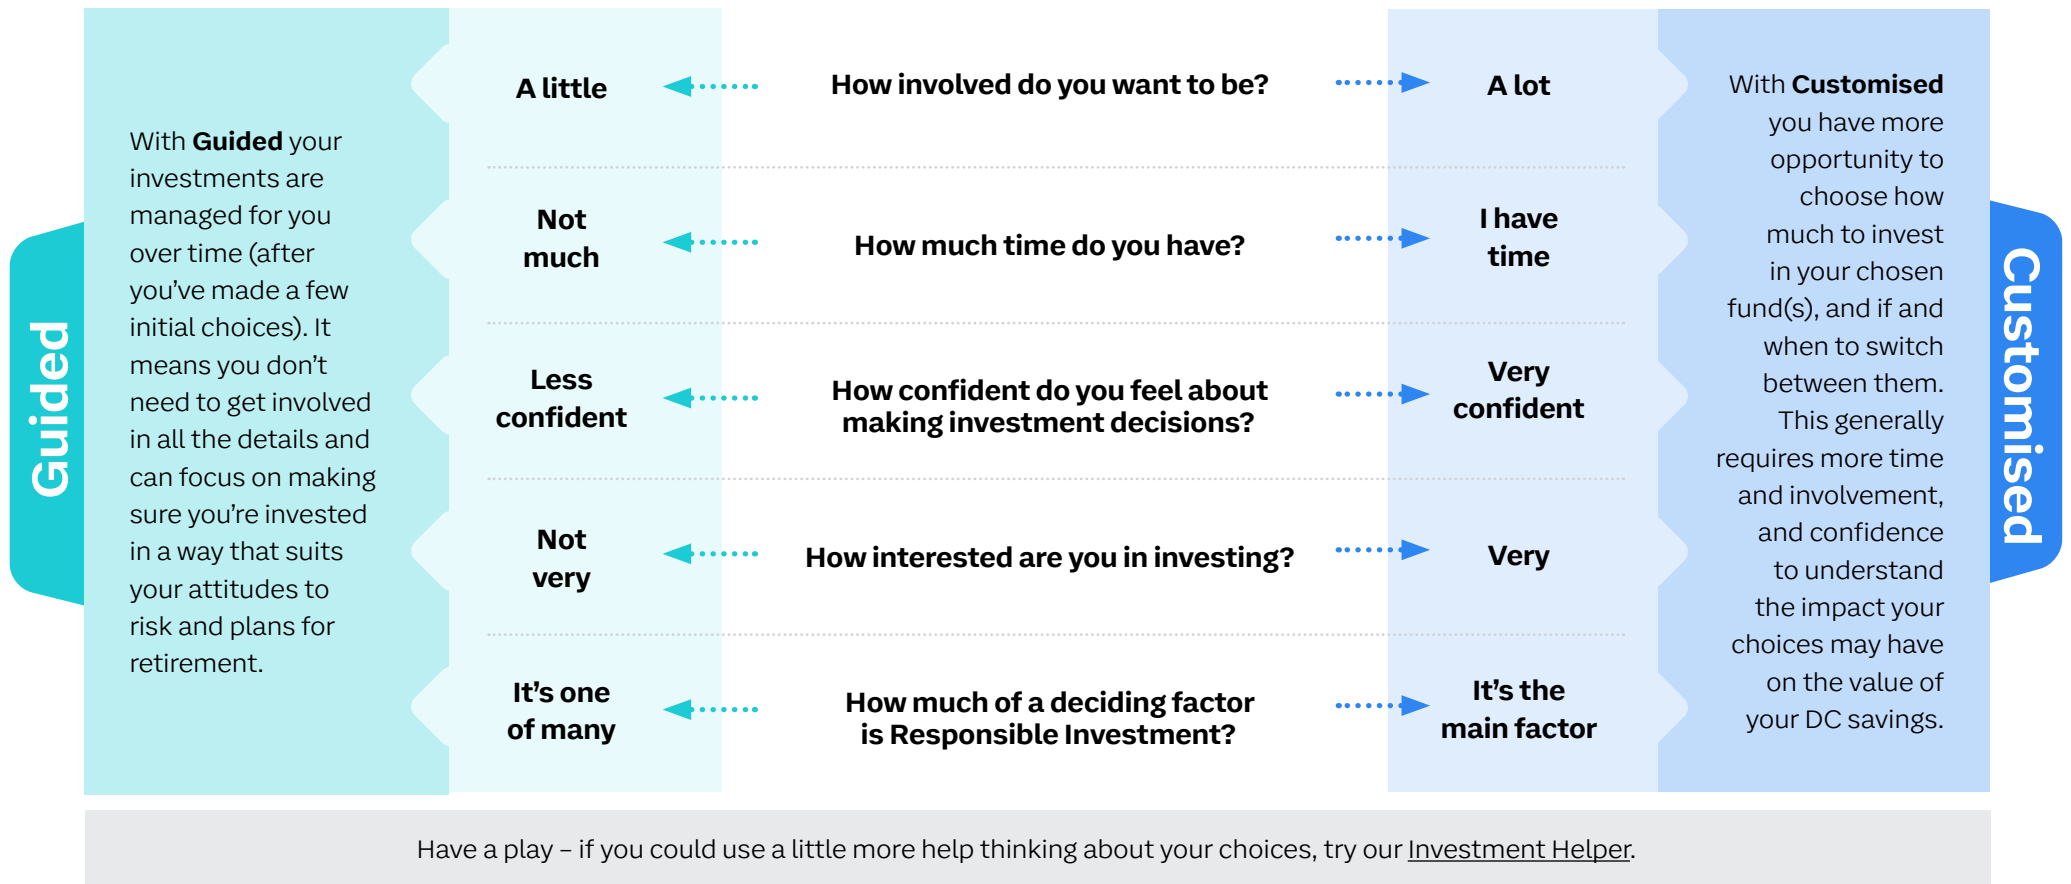 Guided
With Guided your
investments are
managed for you
over time (after
you’ve made a few
initial choices). It
means you don’t
need to get involved
in all the details and
can focus on making
sure you’re invested
in a way that suits
your attitudes to
risk and plans for
retirement.
A little
How involved do you want to be?
A lot
Not
much
How much time do you have?
I have
time
Less
confident
How confident do you feel about
making investment decisions?
Very
confident
Not
very
How interested are you in investing?
Very
It’s one
of many
How much of a deciding factor
is Responsible Investment?
It’s the
main factor
With Customised
you have more
opportunity to
choose how
much to invest
in your chosen
fund(s), and if and
when to switch
between them.
This generally
requires more time
and involvement,
and confidence
to understand
the impact your
choices may have
on the value of
your DC savings.
Customised
Have a play – if you could use a little more help thinking about your choices, try our Investment Helper.